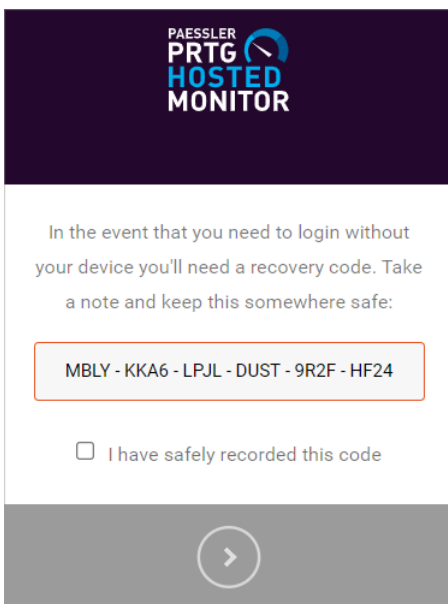 PAESSLER
PRTG
HOSTED
MONITOR
In the event that you need to login without
your device you'll need a recovery code. Take
a note and keep this somewhere safe:
MBLY - KKA6 - LPJL - DUST - 9R2F - HF24
I have safely recorded this code